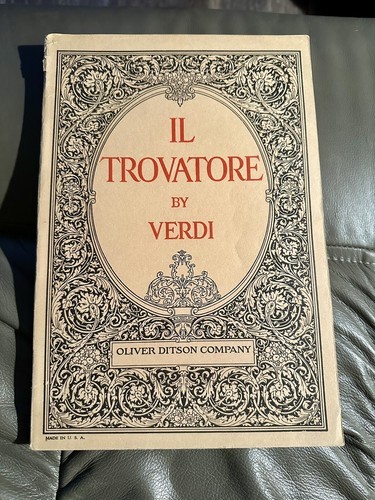 IL
TROVATORE
BY
VERDI
OLIVER DITSON COMPANY
MADE IN U. S. A.